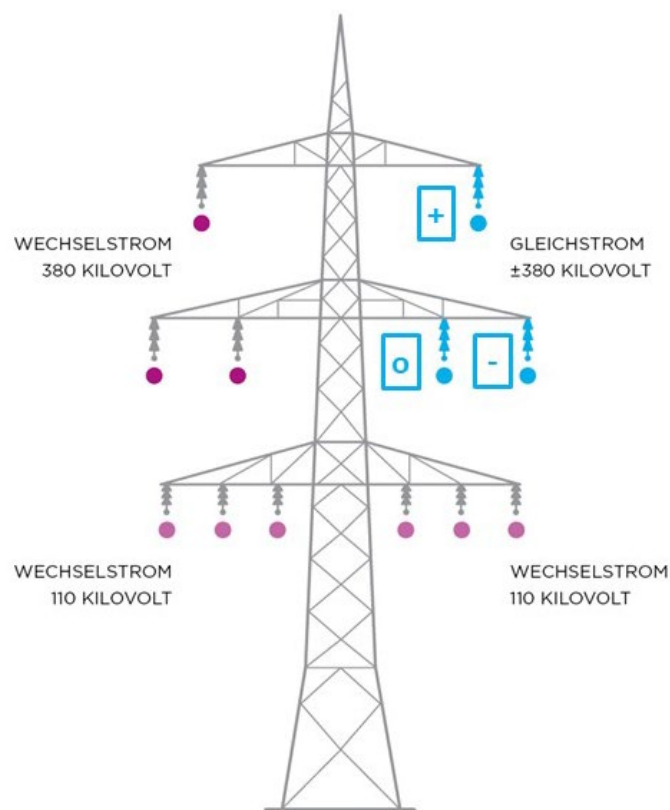 +
WECHSELSTROM
380 KILOVOLT
GLEICHSTROM
±380 KILOVOLT
o
-
WECHSELSTROM
110 KILOVOLT
WECHSELSTROM
110 KILOVOLT